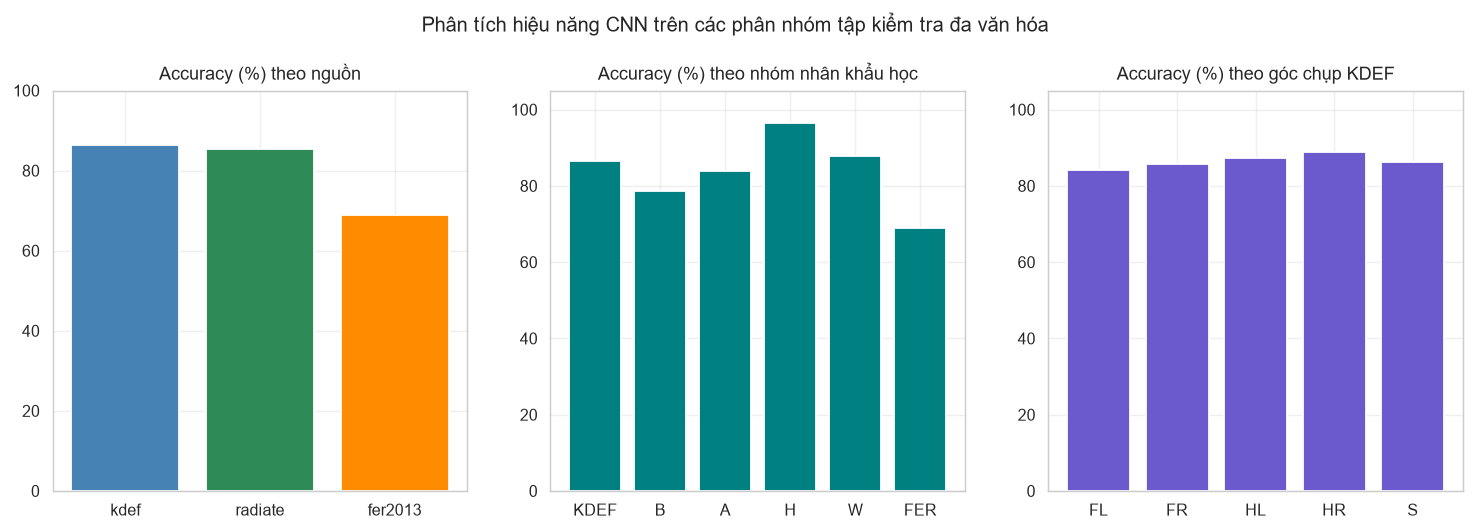 Phân tích hiệu năng CNN trên các phân nhóm tập kiểm tra đa văn hóa
Accuracy (%) theo nguồn
100
80
60
40
20
0
kdef radiate fer2013
Accuracy (%) theo nhóm nhân khẩu học
100
80
60
40
20
0
KDEF B A H W FER
Accuracy (%) theo góc chụp KDEF
100
80
60
40
20
0
FL FR HL HR S